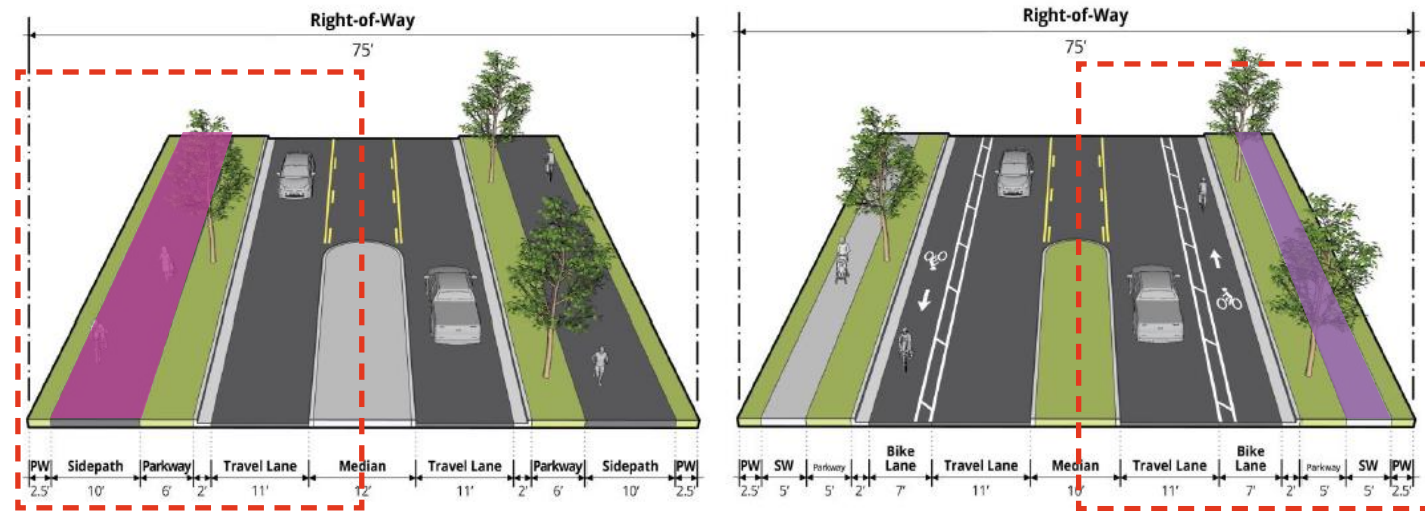 Right-of-Way
75'
PW Sidepath Parkway Travel Lane Median Travel Lane Parkway Sidepath PW
2.5' 10' 6' 2' 11' 12' 11' 2' 6' 10' 2.5'
Right-of-Way
75'
PW SW Parkway Bike Lane Travel Lane Median Travel Lane Bike Lane Parkway SW PW
2.5' 5' 5' 2' 7' 11' 10' 11' 7' 2' 5' 5' 2.5'